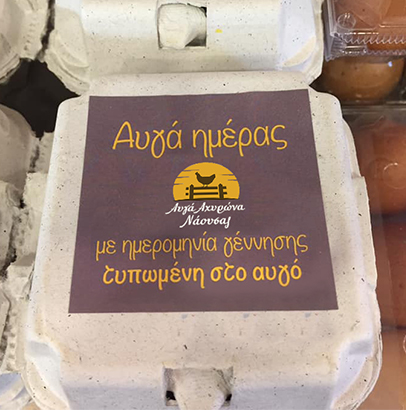 Αυγά ημέρας
Αυγά Αχυρώνα
Νάουσας
με ημερομηνία γέννησης
τυπωμένη στο αυγό